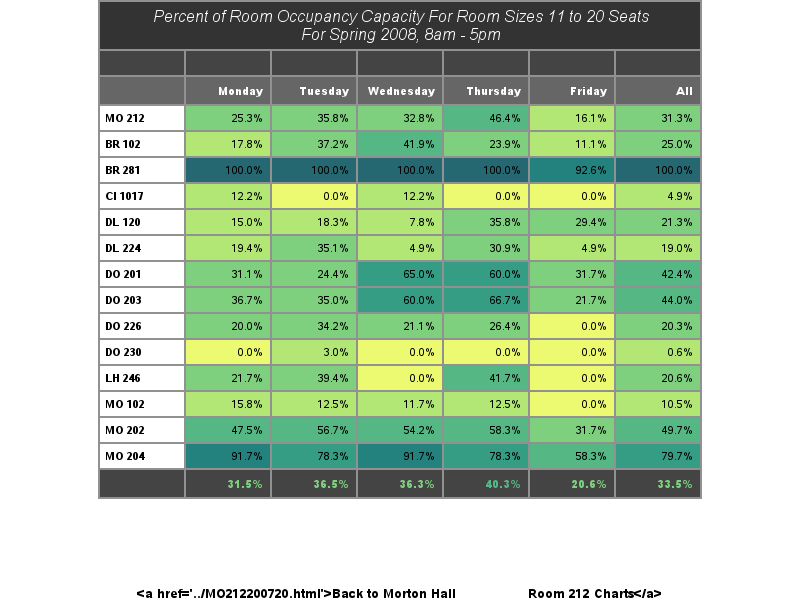 Percent of Room Occupancy Capacity For Room Sizes 11 to 20 Seats
For Spring 2008, 8am - 5pm
Monday Tuesday Wednesday Thursday Friday All
MO 212 25.3% 35.8% 32.8% 46.4% 16.1% 31.3%
BR 102 17.8% 37.2% 41.9% 23.9% 11.1% 25.0%
BR 281 100.0% 100.0% 100.0% 100.0% 92.6% 100.0%
CI 1017 12.2% 0.0% 12.2% 0.0% 0.0% 4.9%
DL 120 15.0% 18.3% 7.8% 35.8% 29.4% 21.3%
DL 224 19.4% 35.1% 4.9% 30.9% 4.9% 19.0%
DO 201 31.1% 24.4% 65.0% 60.0% 31.7% 42.4%
DO 203 36.7% 35.0% 60.0% 66.7% 21.7% 44.0%
DO 226 20.0% 34.2% 21.1% 26.4% 0.0% 20.3%
DO 230 0.0% 3.0% 0.0% 0.0% 0.0% 0.6%
LH 246 21.7% 39.4% 0.0% 41.7% 0.0% 20.6%
MO 102 15.8% 12.5% 11.7% 12.5% 0.0% 10.5%
MO 202 47.5% 56.7% 54.2% 58.3% 31.7% 49.7%
MO 204 91.7% 78.3% 91.7% 78.3% 58.3% 79.7%
31.5% 36.5% 36.3% 40.3% 20.6% 33.5%
<a href='../MO212200720.html'>Back to Morton Hall Room 212 Charts</a>